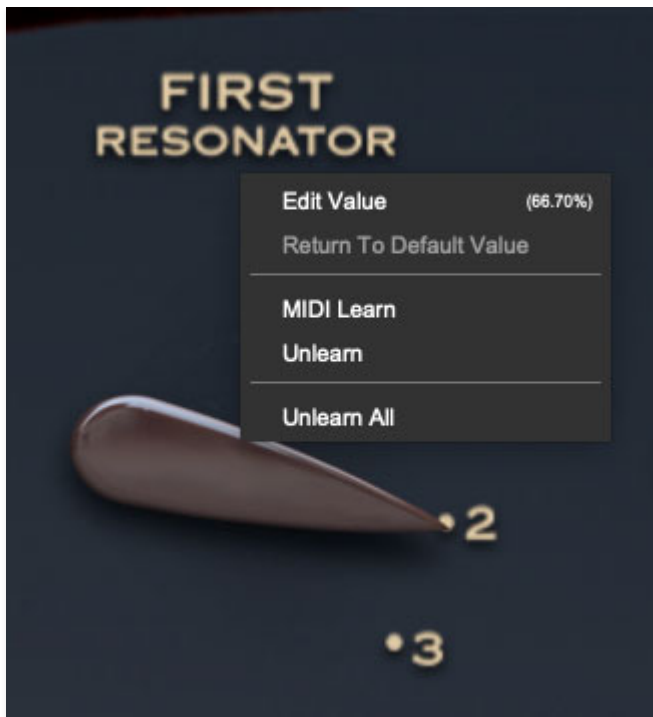 FIRST
RESONATOR
Edit Value (66.70%)
Return To Default Value
MIDI Learn
Unlearn
Unlearn All
2
3